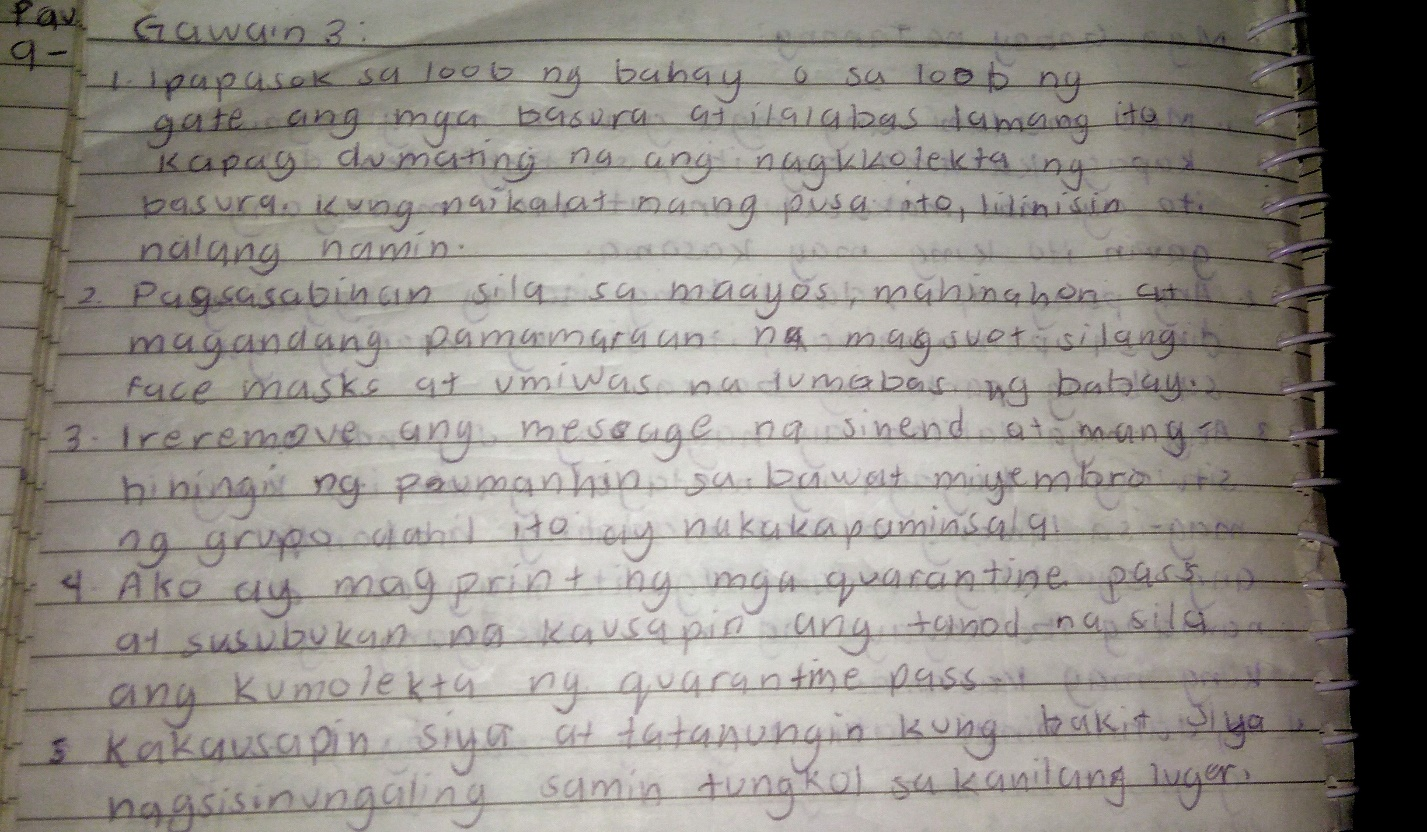 Pav
9-
Gawain 3:
1. Ipapasok sa loob ng bahay o sa loob ng
gate ang mga basura at ilalabas lamang ito
kapag dumating na ang nagkkolekta ng
basura. Kung naikalat na ng pusa ito, lilinisin
nalang namin.
2. Pagsasabihan sila sa maayos, mahinahon at
magandang pamamaraan na magsuot silang
face masks at umiwas na lumabas ng bahay.
3. Ireremove ang message na sinend at mang-
hihingi ng paumanhin sa bawat miyembro
ng grupo dahil ito ay nakakapaminsala.
4. Ako ay magprint ng mga quarantine pass
at susubukan na kausapin ang tanod na sila
ang kumolekta ng quarantine pass
5 Kakausapin siya at tatanungin kung bakit siya
nagsisinungaling samin tungkol sa kanilang lugar.